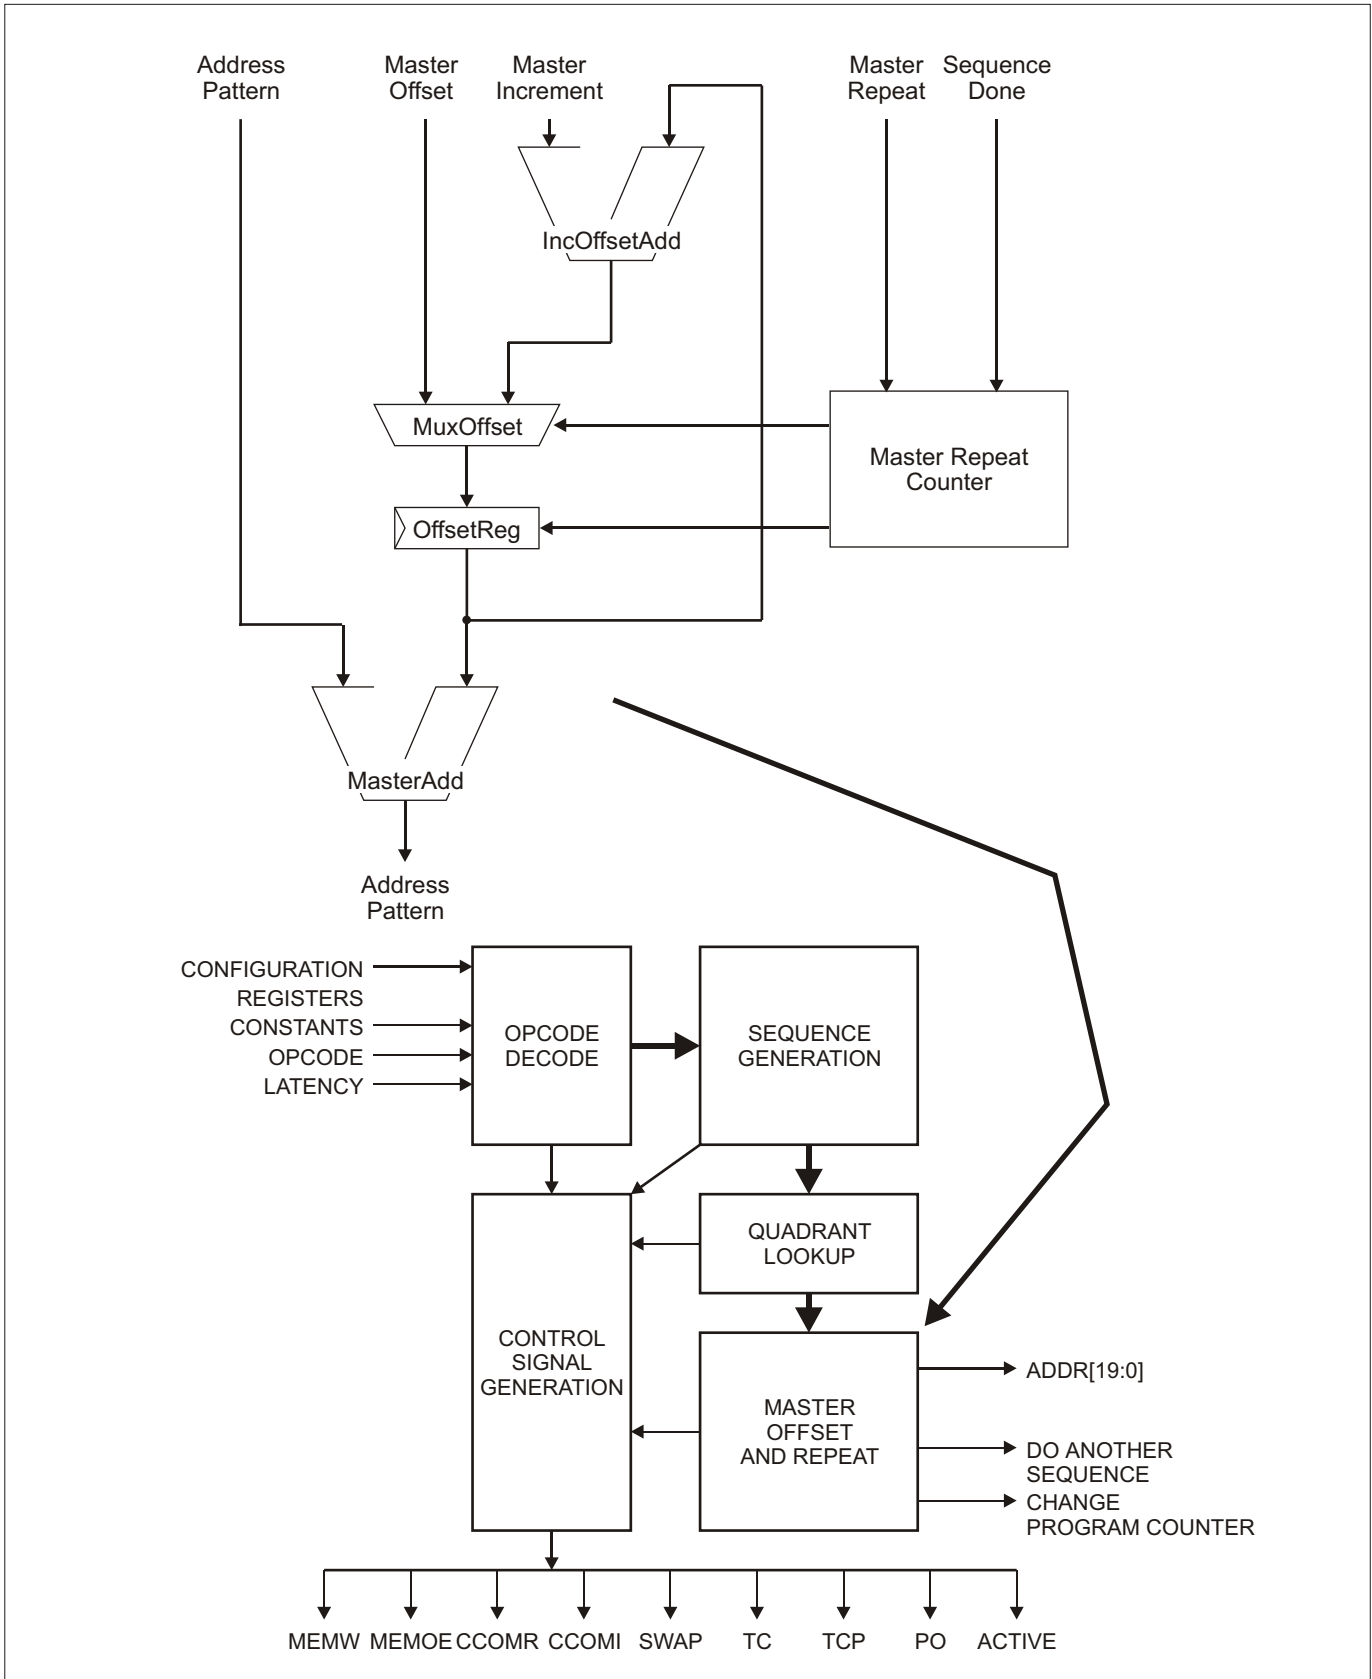 Address
Pattern
Master
Offset
Master
Increment
Master
Repeat
Sequence
Done
IncOffsetAdd
MuxOffset
Master Repeat
Counter
OffsetReg
MasterAdd
Address
Pattern
CONFIGURATION
REGISTERS
CONSTANTS
OPCODE
LATENCY
OPCODE
DECODE
SEQUENCE
GENERATION
QUADRANT
LOOKUP
CONTROL
SIGNAL
GENERATION
MASTER
OFFSET
AND REPEAT
ADDR[19:0]
DO ANOTHER
SEQUENCE
CHANGE
PROGRAM COUNTER
MEMW MEMOE CCOMR CCOMI SWAP TC TCP PO ACTIVE